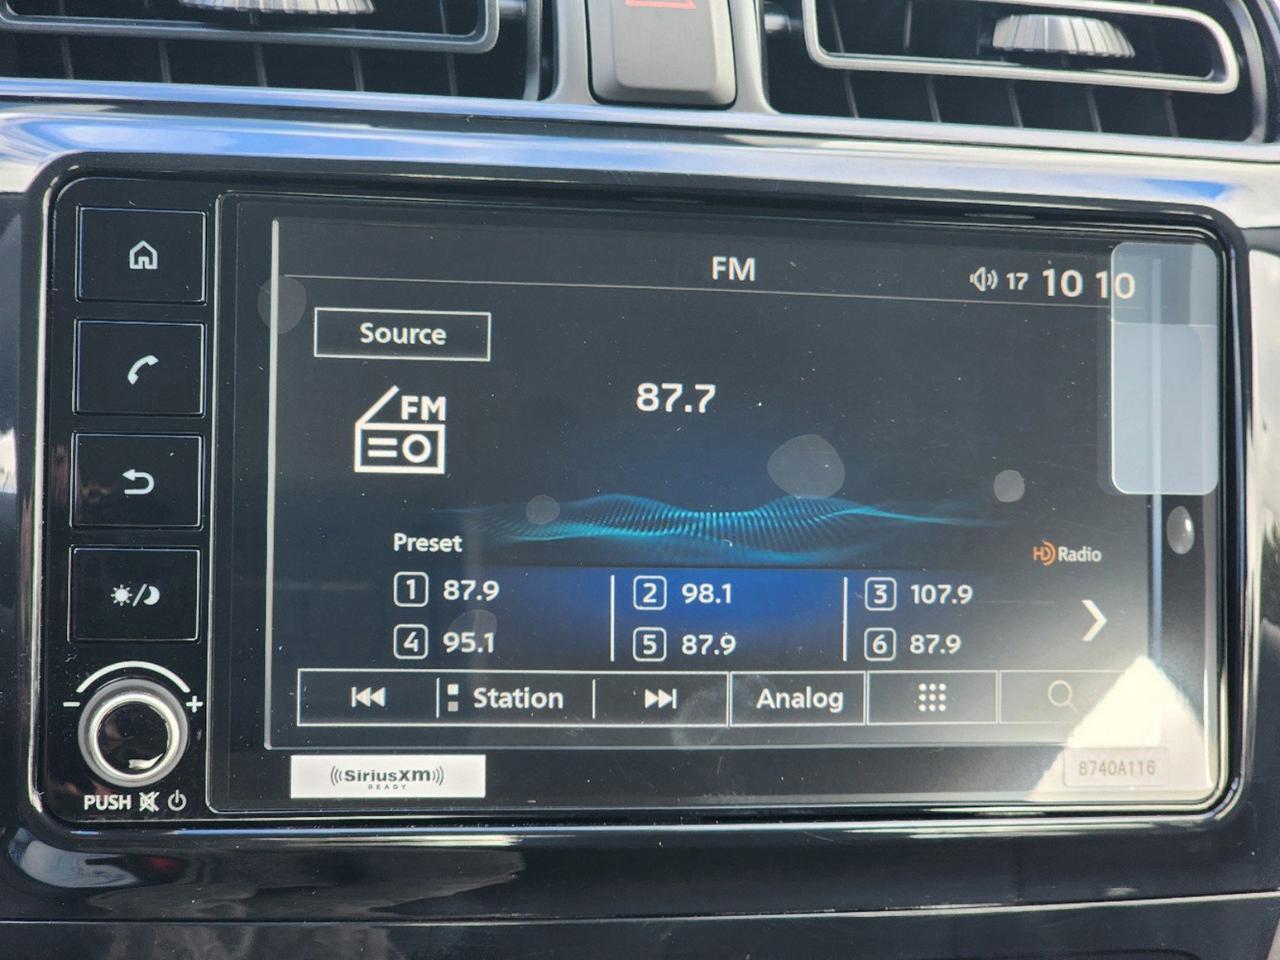 FM
17 10 10
Source
FM
87.7
Preset
HD Radio
1 87.9
2 98.1
3 107.9
4 95.1
5 87.9
6 87.9
Station
Analog
- +
PUSH
((SiriusXM))
READY
8740A116